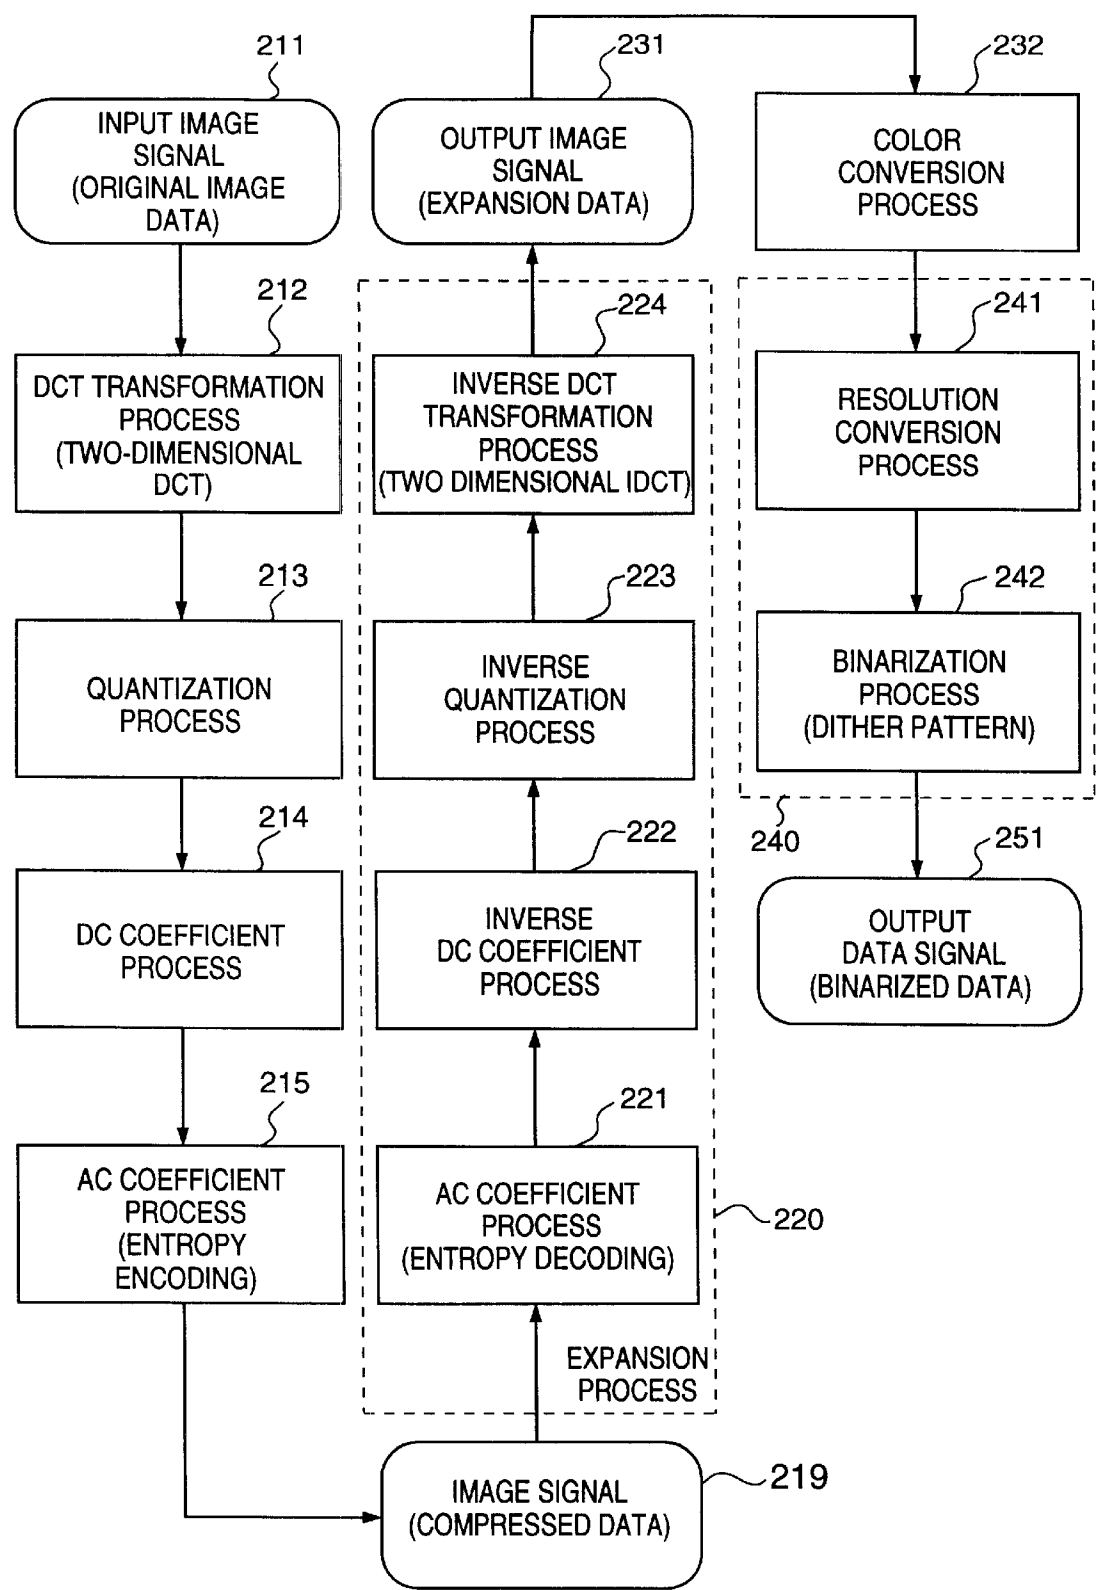 211
INPUT IMAGE
SIGNAL
(ORIGINAL IMAGE
DATA)
212
DCT TRANSFORMATION
PROCESS
(TWO-DIMENSIONAL
DCT)
213
QUANTIZATION
PROCESS
214
DC COEFFICIENT
PROCESS
215
AC COEFFICIENT
PROCESS
(ENTROPY
ENCODING)
231
OUTPUT IMAGE
SIGNAL
(EXPANSION DATA)
224
INVERSE DCT
TRANSFORMATION
PROCESS
(TWO DIMENSIONAL IDCT)
223
INVERSE
QUANTIZATION
PROCESS
222
INVERSE
DC COEFFICIENT
PROCESS
221
AC COEFFICIENT
PROCESS
(ENTROPY DECODING)
220
EXPANSION
PROCESS
IMAGE SIGNAL
(COMPRESSED DATA)
219
232
COLOR
CONVERSION
PROCESS
241
RESOLUTION
CONVERSION
PROCESS
242
BINARIZATION
PROCESS
(DITHER PATTERN)
240
251
OUTPUT
DATA SIGNAL
(BINARIZED DATA)